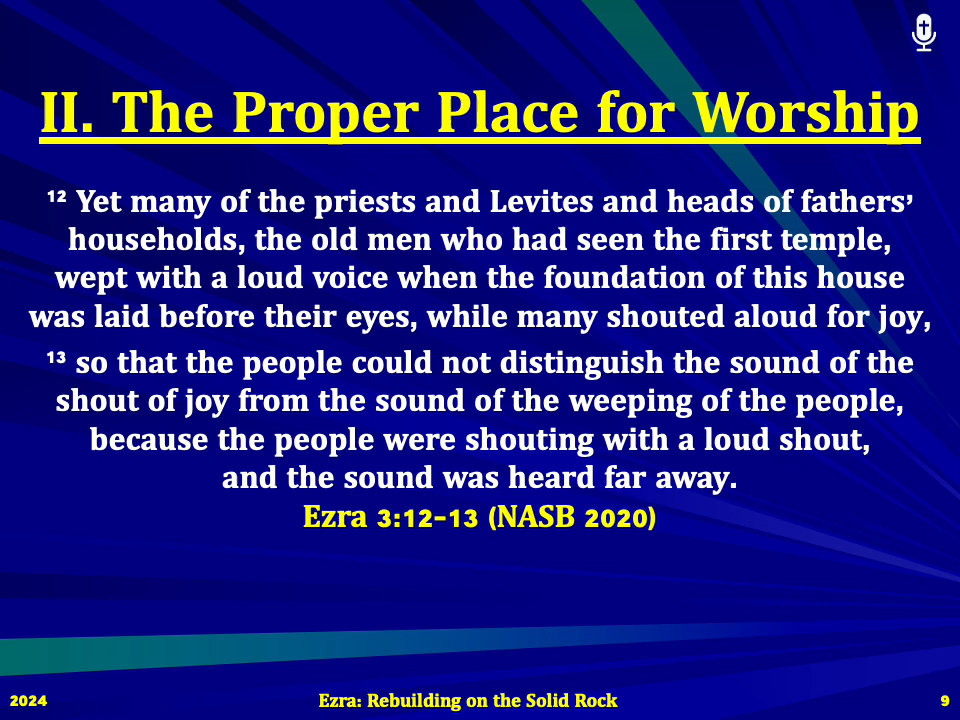 II. The Proper Place for Worship
¹² Yet many of the priests and Levites and heads of fathers’
households, the old men who had seen the first temple,
wept with a loud voice when the foundation of this house
was laid before their eyes, while many shouted aloud for joy,
¹³ so that the people could not distinguish the sound of the
shout of joy from the sound of the weeping of the people,
because the people were shouting with a loud shout,
and the sound was heard far away.
Ezra 3:12–13 (NASB 2020)
2024
Ezra: Rebuilding on the Solid Rock
9